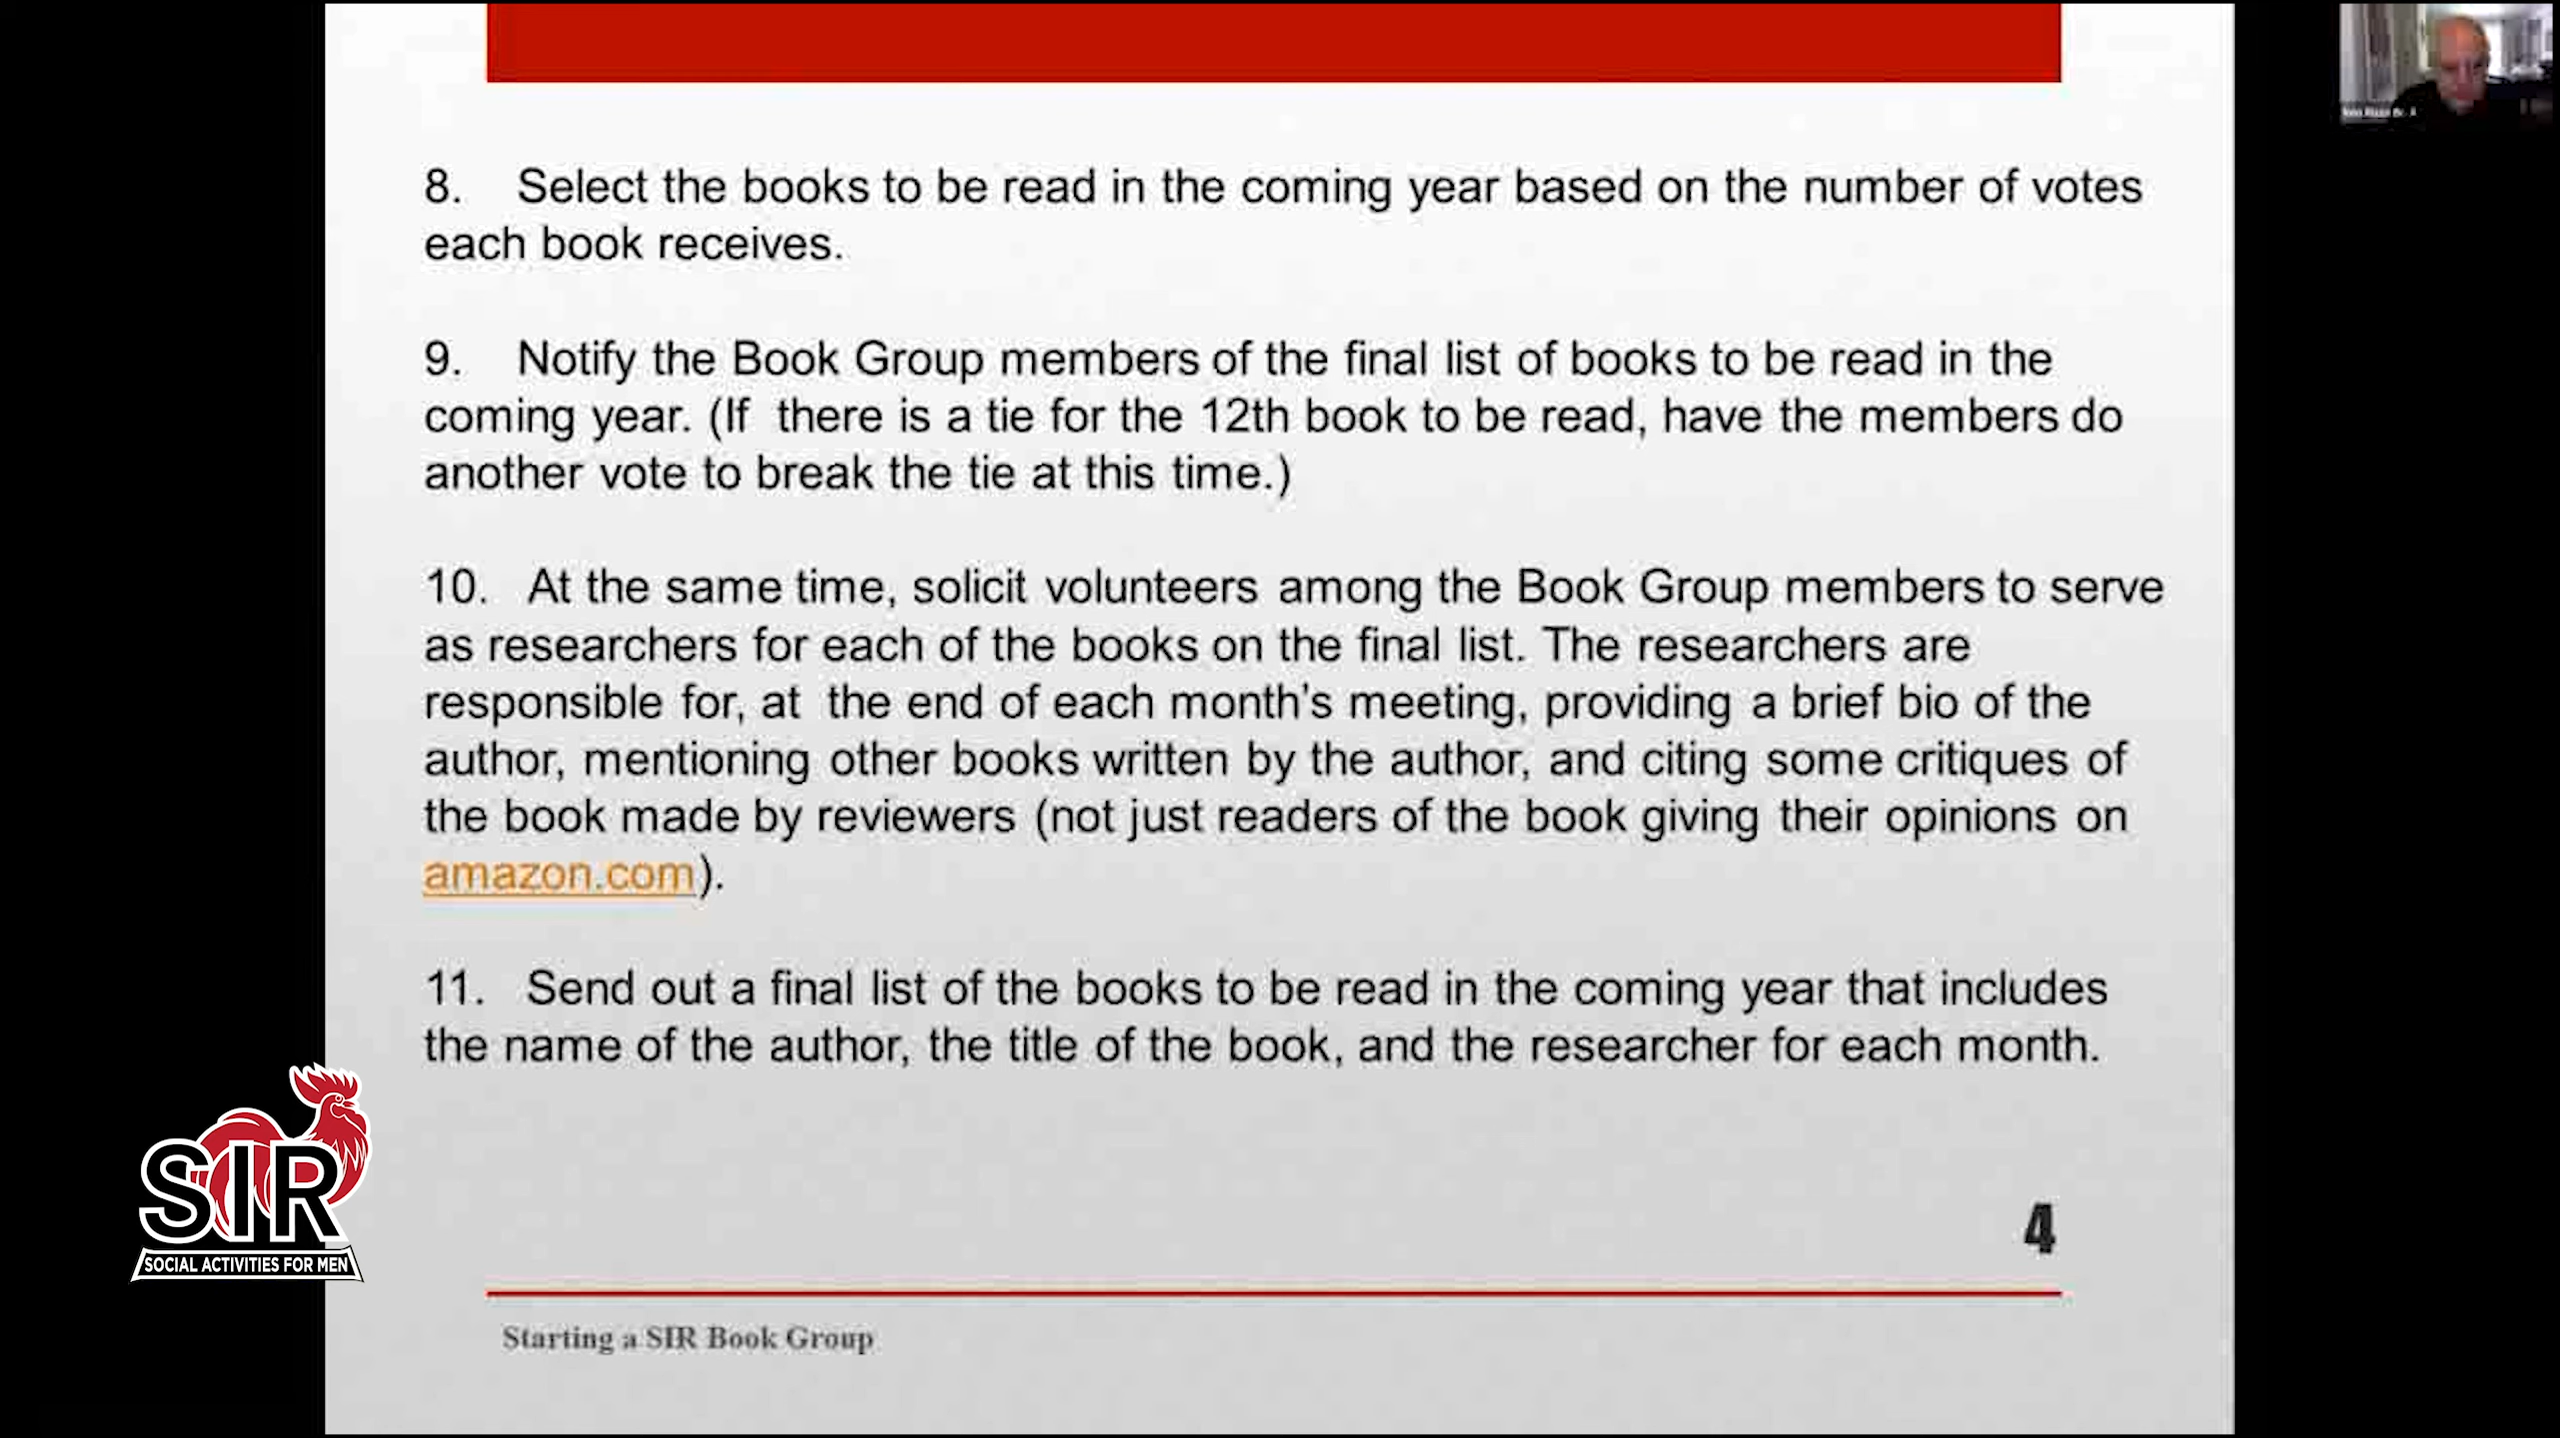 8. Select the books to be read in the coming year based on the number of votes
each book receives.
9. Notify the Book Group members of the final list of books to be read in the
coming year. (If there is a tie for the 12th book to be read, have the members do
another vote to break the tie at this time.)
10. At the same time, solicit volunteers among the Book Group members to serve
as researchers for each of the books on the final list. The researchers are
responsible for, at the end of each month's meeting, providing a brief bio of the
author, mentioning other books written by the author, and citing some critiques of
the book made by reviewers (not just readers of the book giving their opinions on
amazon.com).
11. Send out a final list of the books to be read in the coming year that includes
the name of the author, the title of the book, and the researcher for each month.
SIR
SOCIAL ACTIVITIES FOR MEN
4
Starting a SIR Book Group